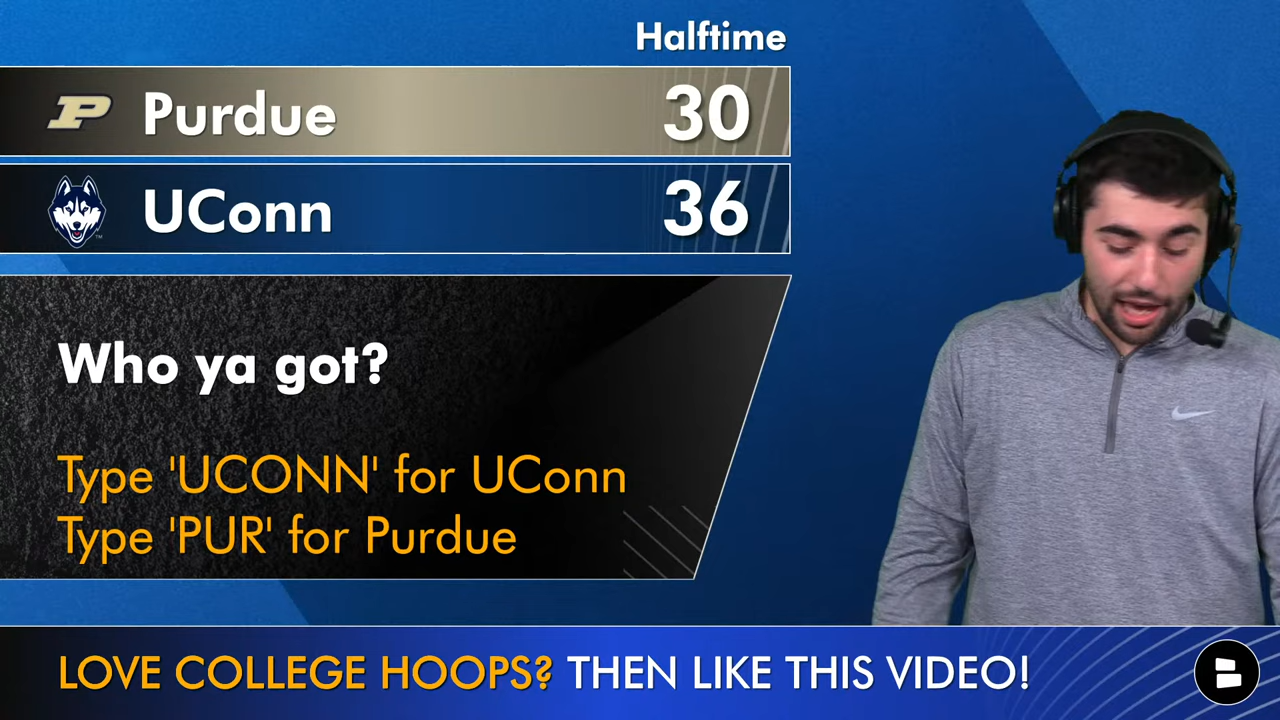 Halftime
P Purdue 30
UConn 36
Who ya got?
Type 'UCONN' for UConn
Type 'PUR' for Purdue
LOVE COLLEGE HOOPS? THEN LIKE THIS VIDEO!